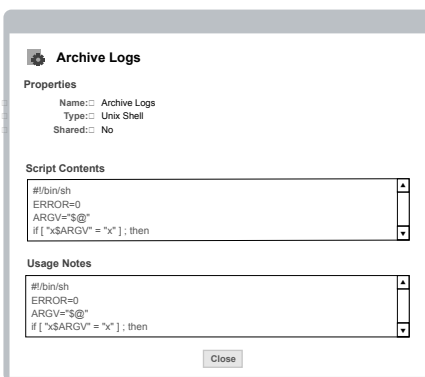 Archive Logs
Properties
Name: Archive Logs
Type: Unix Shell
Shared: No
Script Contents
#!/bin/sh
ERROR=0
ARGV="$@"
if [ "x$ARGV" = "x" ] ; then
Usage Notes
#!/bin/sh
ERROR=0
ARGV="$@"
if [ "x$ARGV" = "x" ] ; then
Close